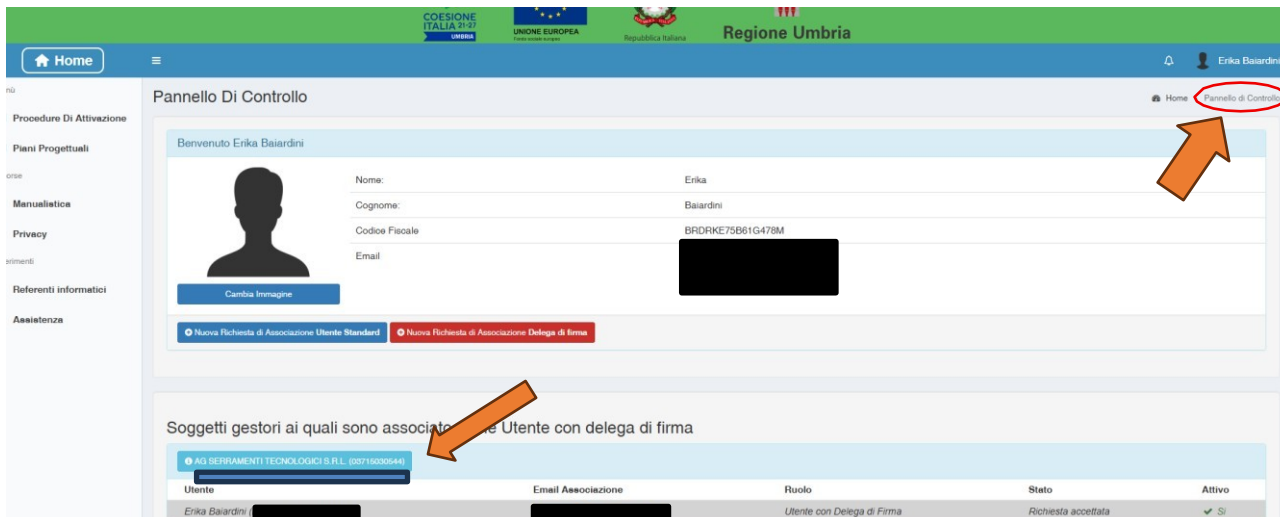 COESIONE
ITALIA 21-27
UMBRIA
UNIONE EUROPEA
Fondo sociale europeo
Repubblica Italiana
Regione Umbria
Home
Erika Baiardini
Pannello Di Controllo
Home
Pannello di Controllo
Procedure Di Attivazione
Piani Progettuali
Manualistica
Privacy
Referenti informatici
Assistenza
Benvenuto Erika Baiardini
Nome: Erika
Cognome: Baiardini
Codice Fiscale BRDRKE75B61G478M
Email
Cambia Immagine
Nuova Richiesta di Associazione Utente Standard
Nuova Richiesta di Associazione Delega di firma
Soggetti gestori ai quali sono associato Utente con delega di firma
AG SERRAMENTI TECNOLOGICI S.R.L. (03715030544)
Utente Email Associazione Ruolo Stato Attivo
Erika Baiardini ( Utente con Delega di Firma Richiesta accettata Si